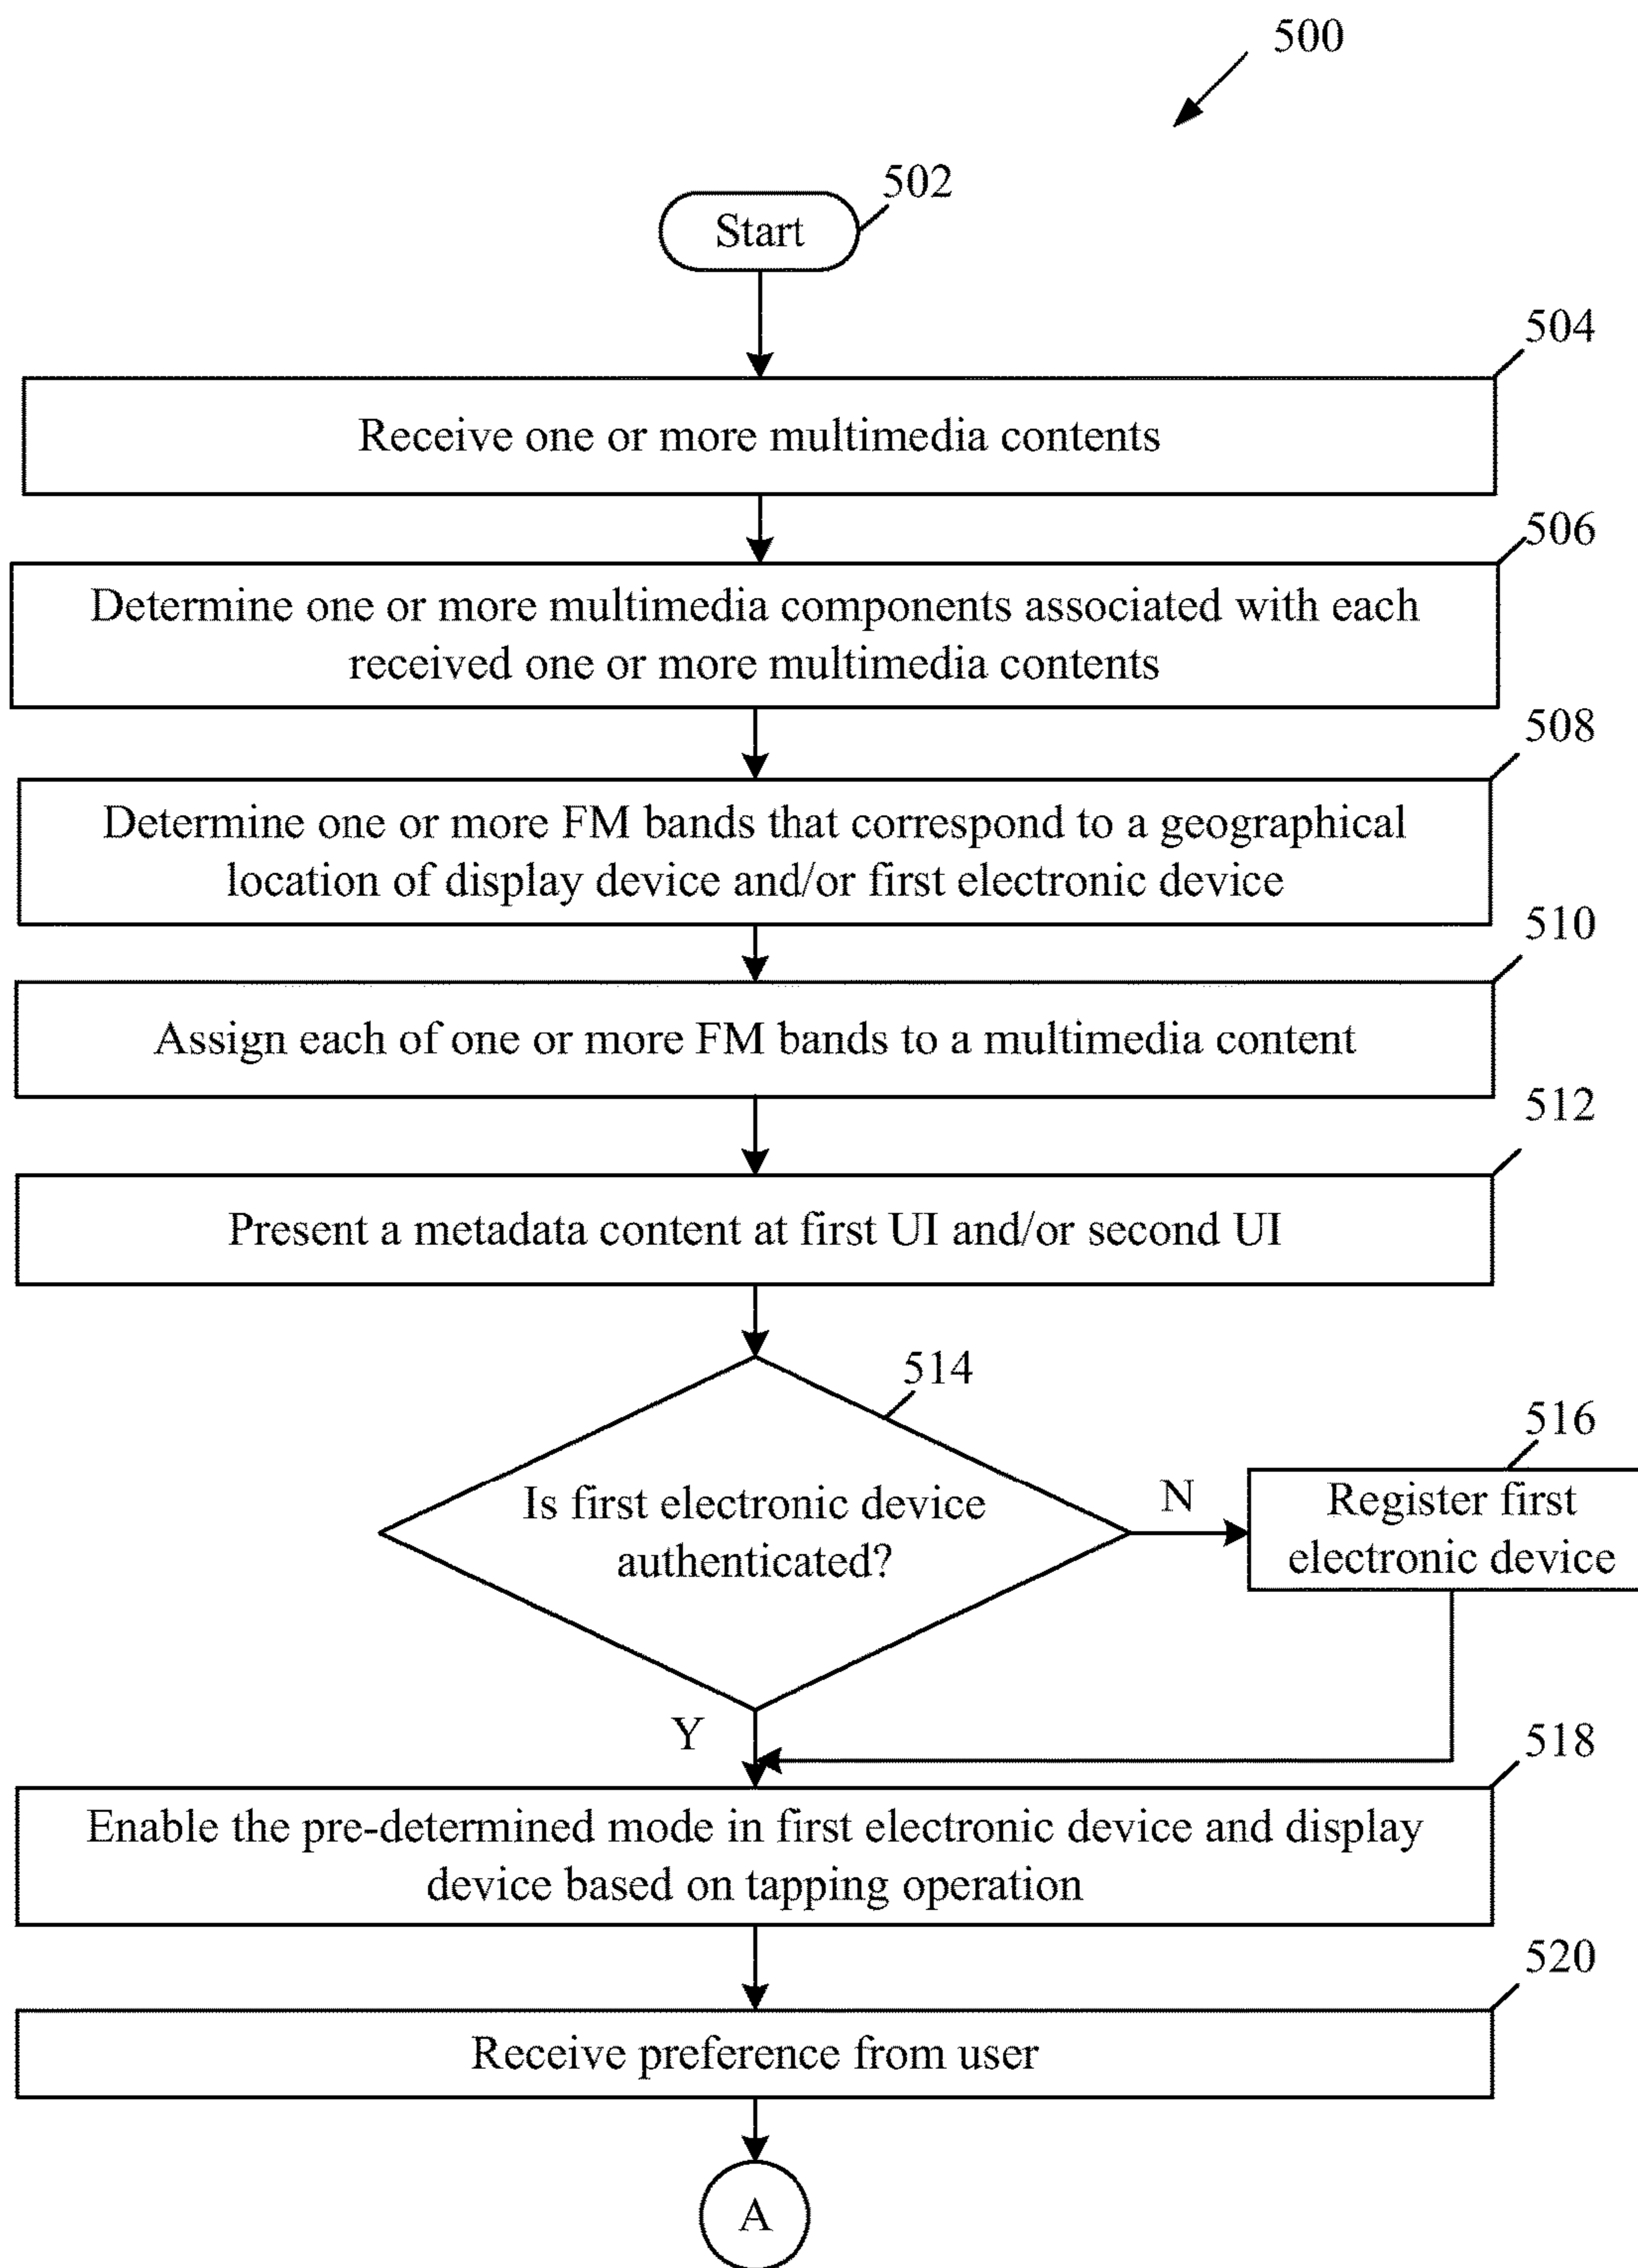 500
502
Start
504
Receive one or more multimedia contents
506
Determine one or more multimedia components associated with each
received one or more multimedia contents
508
Determine one or more FM bands that correspond to a geographical
location of display device and/or first electronic device
510
Assign each of one or more FM bands to a multimedia content
512
Present a metadata content at first UI and/or second UI
514
Is first electronic device
authenticated?
N
516
Register first
electronic device
Y
518
Enable the pre-determined mode in first electronic device and display
device based on tapping operation
520
Receive preference from user
A